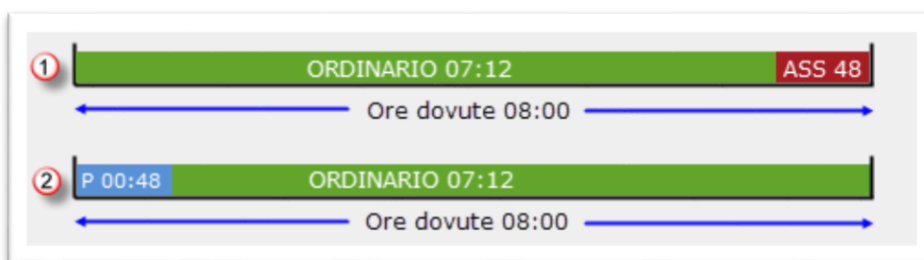 1 ORDINARIO 07:12 ASS 48
Ore dovute 08:00
2 P 00:48 ORDINARIO 07:12
Ore dovute 08:00